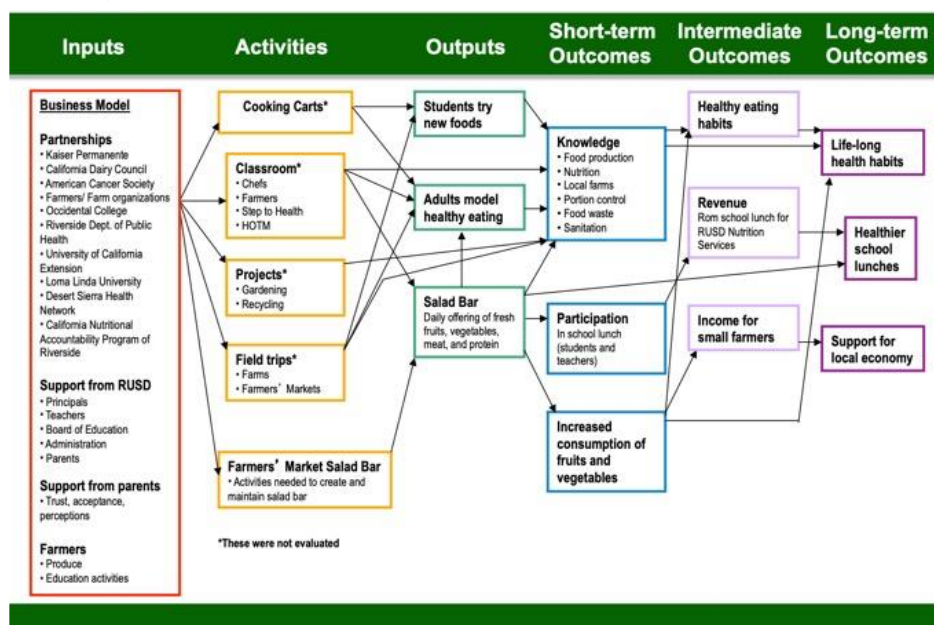 Inputs
Activities
Outputs
Short-term
Outcomes
Intermediate
Outcomes
Long-term
Outcomes
Business Model
Partnerships
• Kaiser Permanente
• California Dairy Council
• American Cancer Society
• Farmers/ Farm organizations
• Occidental College
• Riverside Dept. of Public
Health
• University of California
Extension
• Loma Linda University
• Desert Sierra Health
Network
• California Nutritional
Accountability Program of
Riverside
Support from RUSD
• Principals
• Teachers
• Board of Education
• Administration
• Parents
Support from parents
• Trust, acceptance,
perceptions
Farmers
• Produce
• Education activities
Cooking Carts*
Classroom*
• Chefs
• Farmers
• Step to Health
• HOTM
Projects*
• Gardening
• Recycling
Field trips*
• Farms
• Farmers' Markets
Farmers' Market Salad Bar
• Activities needed to create and
maintain salad bar
*These were not evaluated
Students try
new foods
Adults model
healthy eating
Salad Bar
Daily offering of fresh
fruits, vegetables,
meat, and protein
Knowledge
• Food production
• Nutrition
• Local farms
• Portion control
• Food waste
• Sanitation
Participation
In school lunch
(students and
teachers)
Increased
consumption of
fruits and
vegetables
Healthy eating
habits
Revenue
Rom school lunch for
RUSD Nutrition
Services
Income for
small farmers
Life-long
health habits
Healthier
school
lunches
Support for
local economy